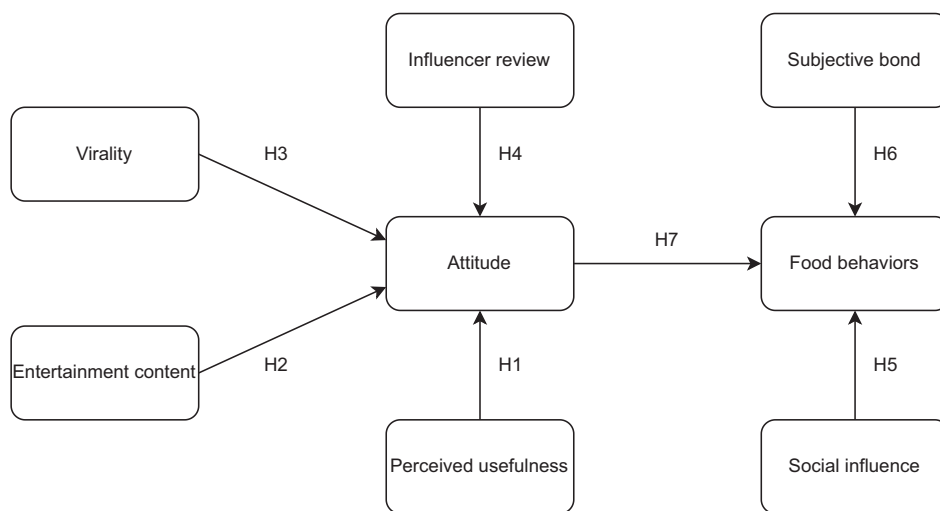 Influencer review
Subjective bond
Virality
H3
H4
H6
Attitude
H7
Food behaviors
Entertainment content
H2
H1
H5
Perceived usefulness
Social influence